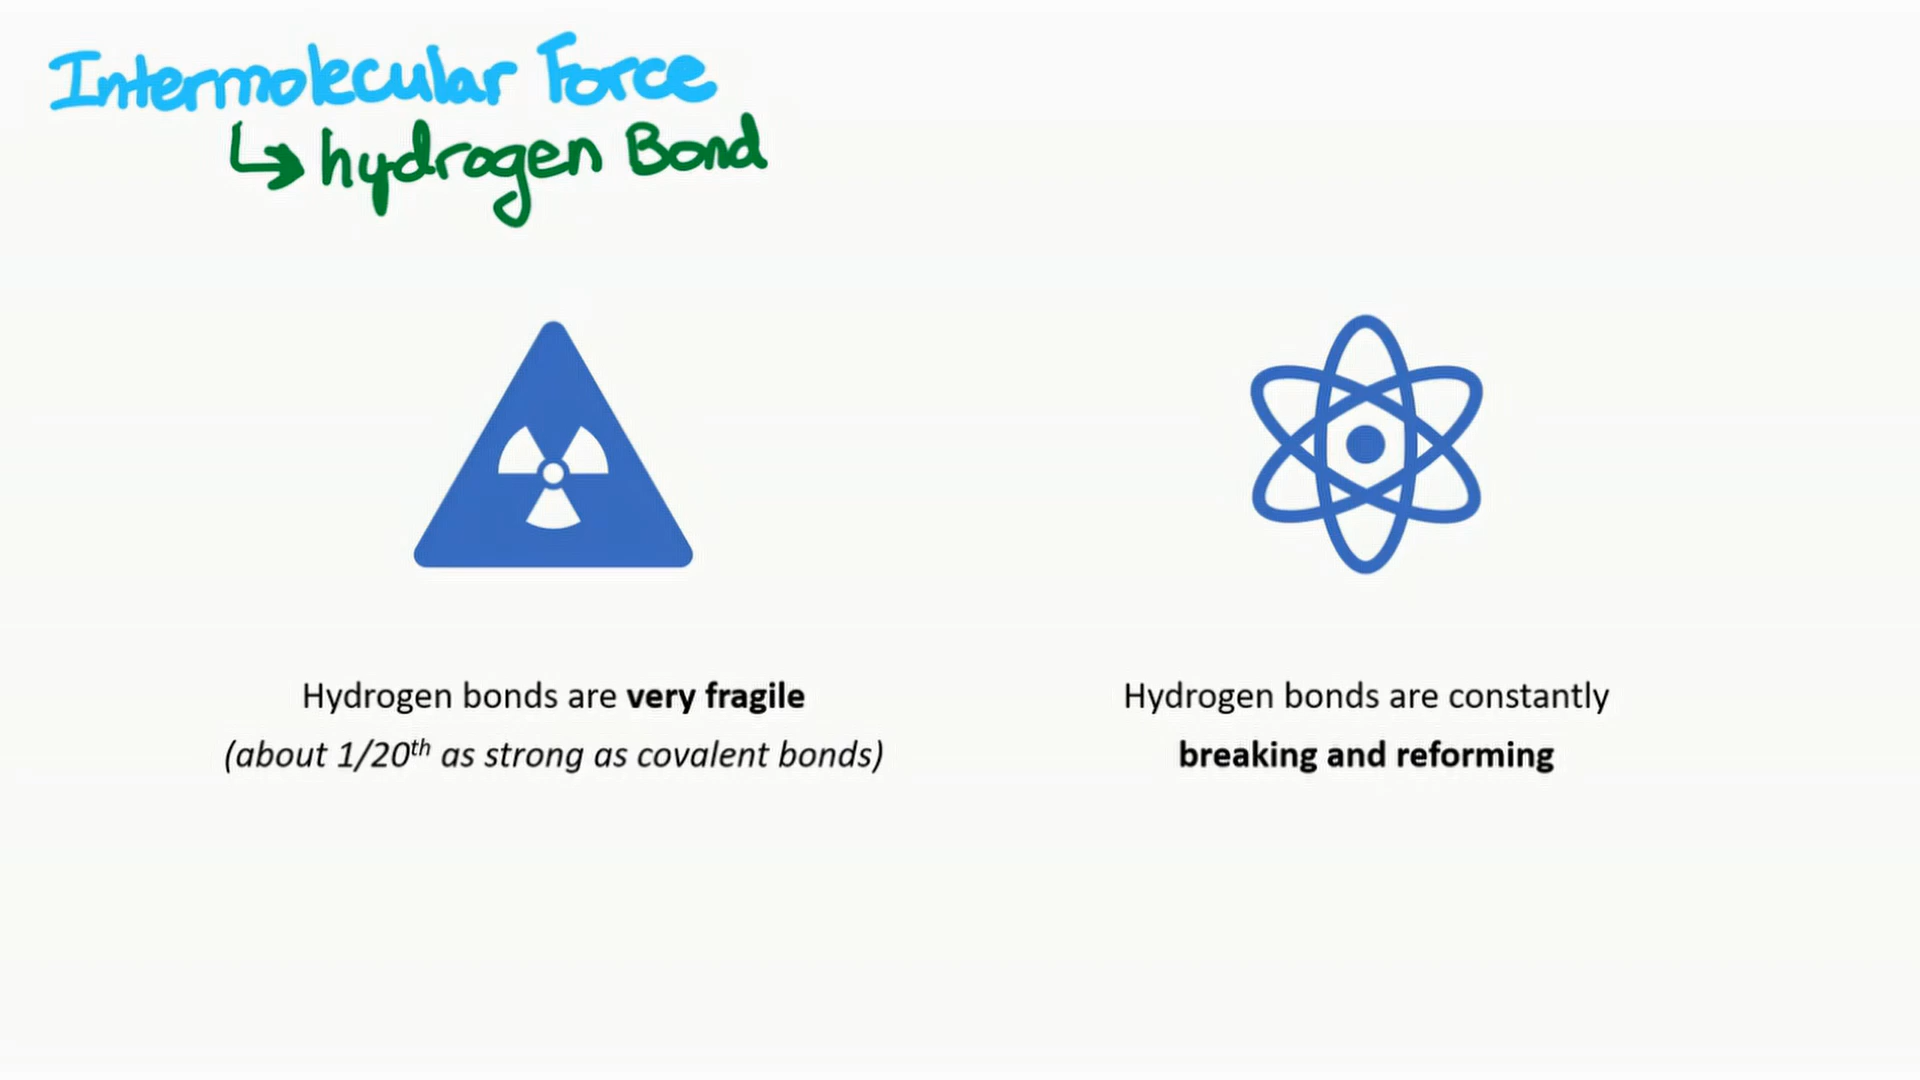 Intermolecular Force
↳ hydrogen Bond
Hydrogen bonds are very fragile
(about 1/20th as strong as covalent bonds)
Hydrogen bonds are constantly
breaking and reforming